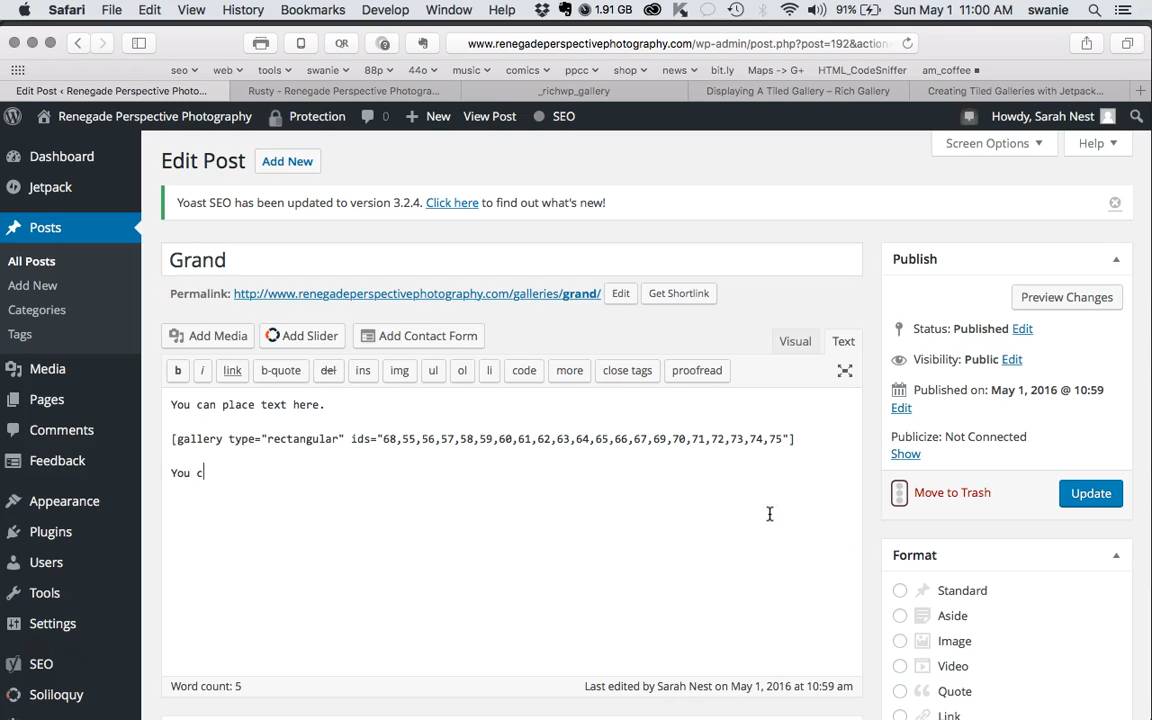 Safari File Edit View History Bookmarks Develop Window Help 1.91 GB 91% Sun May 1 11:00 AM swanie
QR www.renegadeperspectivephotography.com/wp-admin/post.php?post=192&action
seo web tools swanie 88p 44o music comics ppcc shop news bit.ly Maps -> G+ HTML_CodeSniffer am_coffee
Edit Post ‹ Renegade Perspective Photo... Rusty - Renegade Perspective Photogra... _richwp_gallery Displaying A Tiled Gallery – Rich Gallery Creating Tiled Galleries with Jetpack...
Renegade Perspective Photography Protection 0 New View Post SEO Howdy, Sarah Nest
Screen Options Help
Dashboard
Jetpack
Posts
All Posts
Add New
Categories
Tags
Media
Pages
Comments
Feedback
Appearance
Plugins
Users
Tools
Settings
SEO
Soliloquy
Edit Post Add New
Yoast SEO has been updated to version 3.2.4. Click here to find out what's new!
Grand
Permalink: http://www.renegadeperspectivephotography.com/galleries/grand/ Edit Get Shortlink
Add Media Add Slider Add Contact Form Visual Text
b i link b-quote del ins img ul ol li code more close tags proofread
You can place text here.
[gallery type="rectangular" ids="68,55,56,57,58,59,60,61,62,63,64,65,66,67,69,70,71,72,73,74,75"]
You c
Word count: 5 Last edited by Sarah Nest on May 1, 2016 at 10:59 am
Publish
Preview Changes
Status: Published Edit
Visibility: Public Edit
Published on: May 1, 2016 @ 10:59
Edit
Publicize: Not Connected
Show
Move to Trash Update
Format
Standard
Aside
Image
Video
Quote
Link